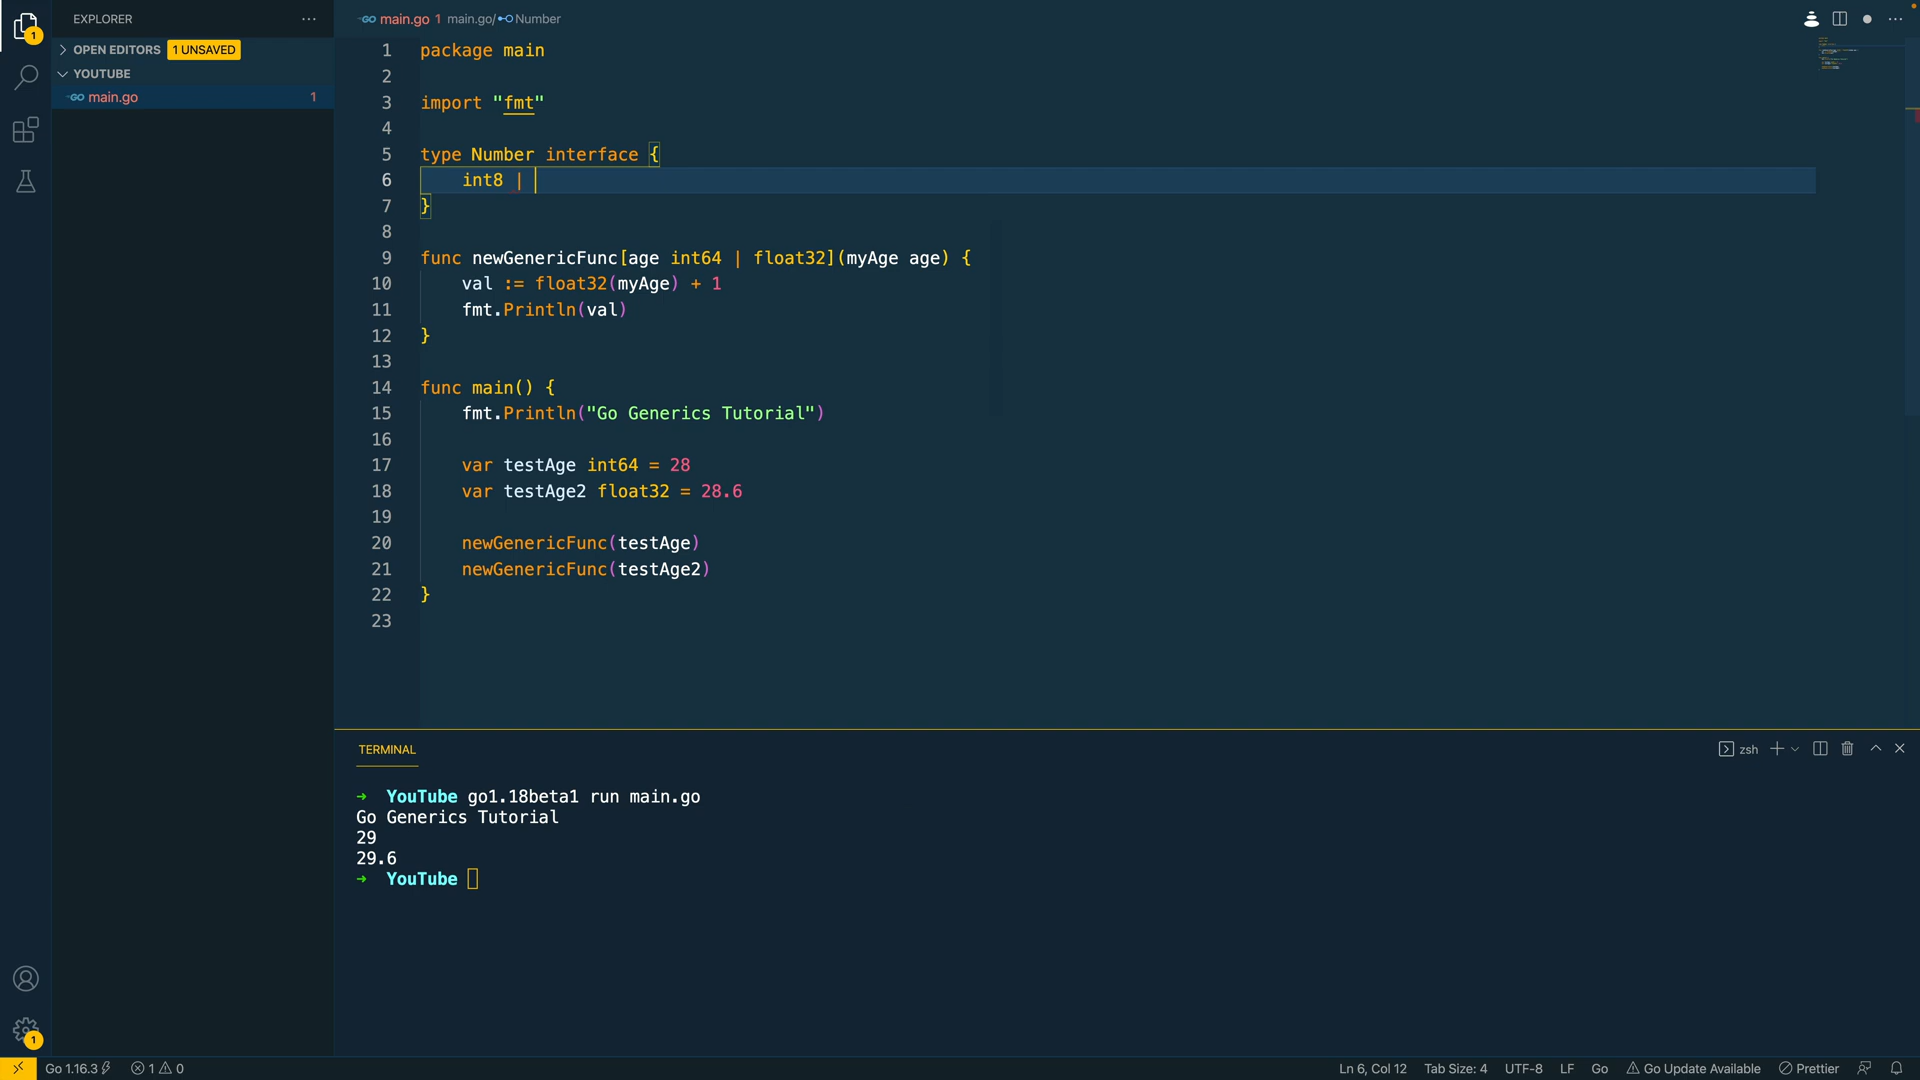 EXPLORER
main.go 1 main.go/ Number
OPEN EDITORS 1 UNSAVED
YOUTUBE
main.go 1
1
1 package main
2
3 import "fmt"
4
5 type Number interface {
6 int8 |
7 }
8
9 func newGenericFunc[age int64 | float32](myAge age) {
10 val := float32(myAge) + 1
11 fmt.Println(val)
12 }
13
14 func main() {
15 fmt.Println("Go Generics Tutorial")
16
17 var testAge int64 = 28
18 var testAge2 float32 = 28.6
19
20 newGenericFunc(testAge)
21 newGenericFunc(testAge2)
22 }
23
TERMINAL
zsh
➜ YouTube go1.18beta1 run main.go
Go Generics Tutorial
29
29.6
➜ YouTube
1
Go 1.16.3 1 0 Ln 6, Col 12 Tab Size: 4 UTF-8 LF Go Go Update Available Prettier